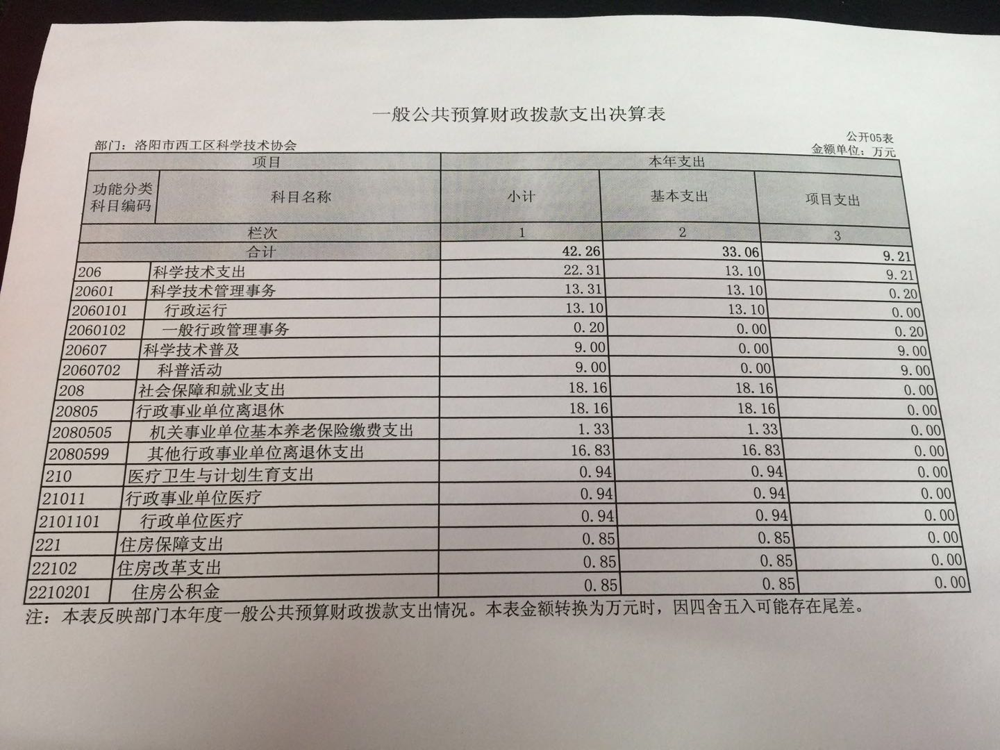 一般公共预算财政拨款支出决算表
公开05表
部门：洛阳市西工区科学技术协会 金额单位：万元
项目 本年支出
功能分类科目编码 科目名称 小计 基本支出 项目支出
栏次 1 2 3
合计 42.26 33.06 9.21
206 科学技术支出 22.31 13.10 9.21
20601 科学技术管理事务 13.31 13.10 0.20
2060101 行政运行 13.10 13.10 0.00
2060102 一般行政管理事务 0.20 0.00 0.20
20607 科学技术普及 9.00 0.00 9.00
2060702 科普活动 9.00 0.00 9.00
208 社会保障和就业支出 18.16 18.16 0.00
20805 行政事业单位离退休 18.16 18.16 0.00
2080505 机关事业单位基本养老保险缴费支出 1.33 1.33 0.00
2080599 其他行政事业单位离退休支出 16.83 16.83 0.00
210 医疗卫生与计划生育支出 0.94 0.94 0.00
21011 行政事业单位医疗 0.94 0.94 0.00
2101101 行政单位医疗 0.94 0.94 0.00
221 住房保障支出 0.85 0.85 0.00
22102 住房改革支出 0.85 0.85 0.00
2210201 住房公积金 0.85 0.85 0.00
注：本表反映部门本年度一般公共预算财政拨款支出情况。本表金额转换为万元时，因四舍五入可能存在尾差。